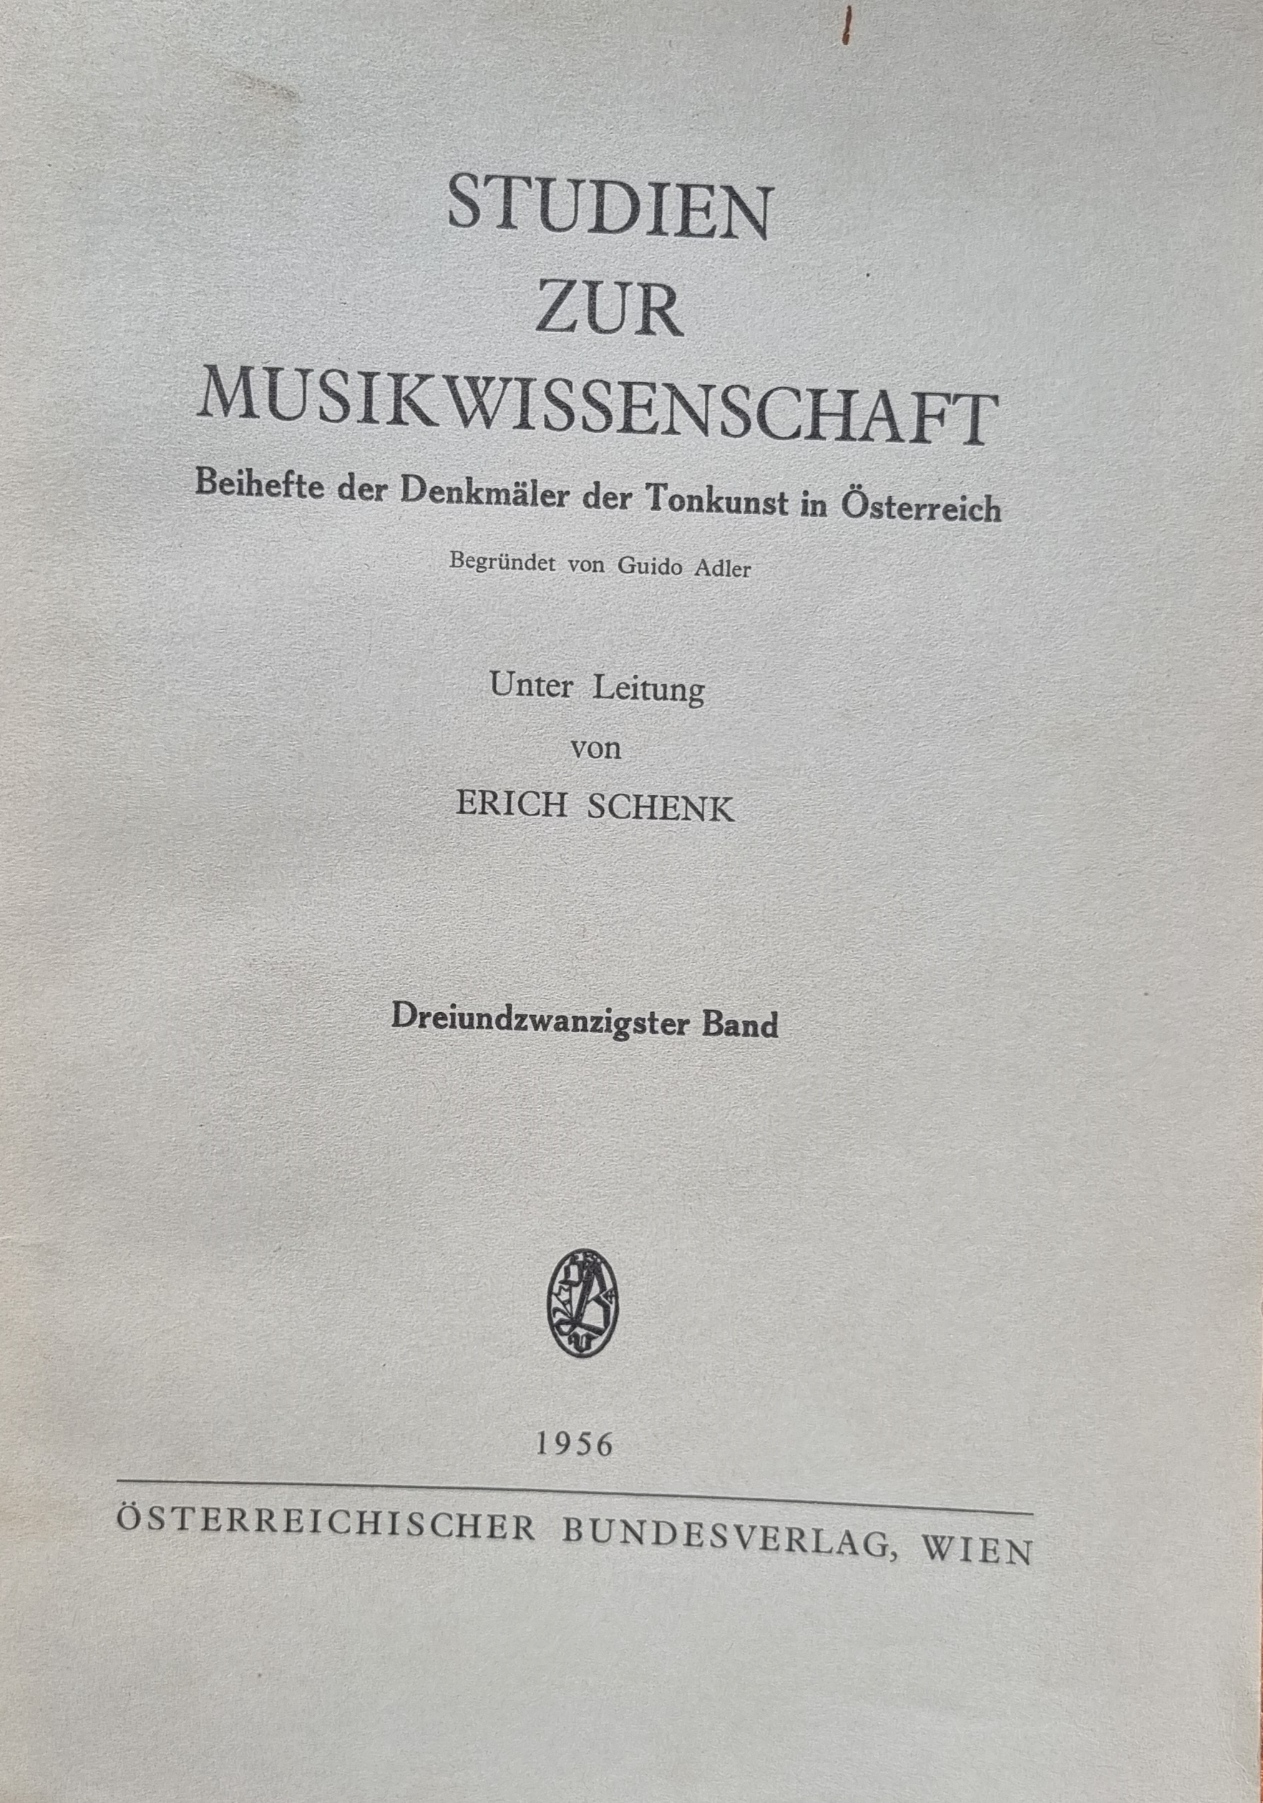 STUDIEN
ZUR
MUSIKWISSENSCHAFT
Beihefte der Denkmäler der Tonkunst in Österreich
Begründet von Guido Adler
Unter Leitung
von
ERICH SCHENK
Dreiundzwanzigster Band
1956
ÖSTERREICHISCHER BUNDESVERLAG, WIEN